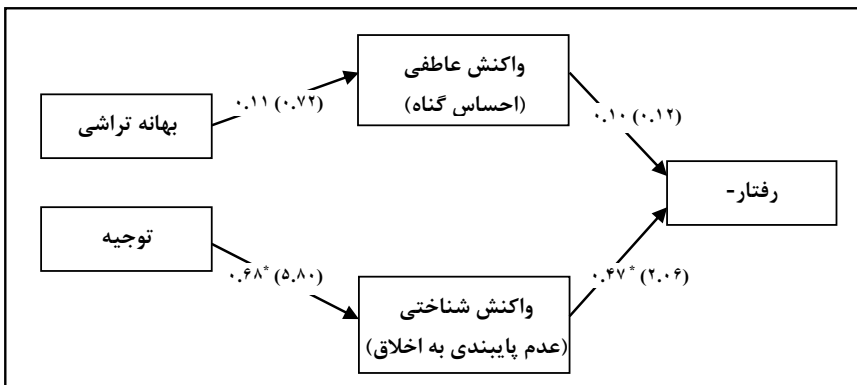 واکنش عاطفی
(احساس گناه)
بهانه تراشی
۰.۱۱ (۰.۷۲)
۰.۱۰ (۰.۱۲)
رفتار-
توجیه
۰.۶۸* (۵.۸۰)
۰.۴۷* (۲.۰۶)
واکنش شناختی
(عدم پایبندی به اخلاق)